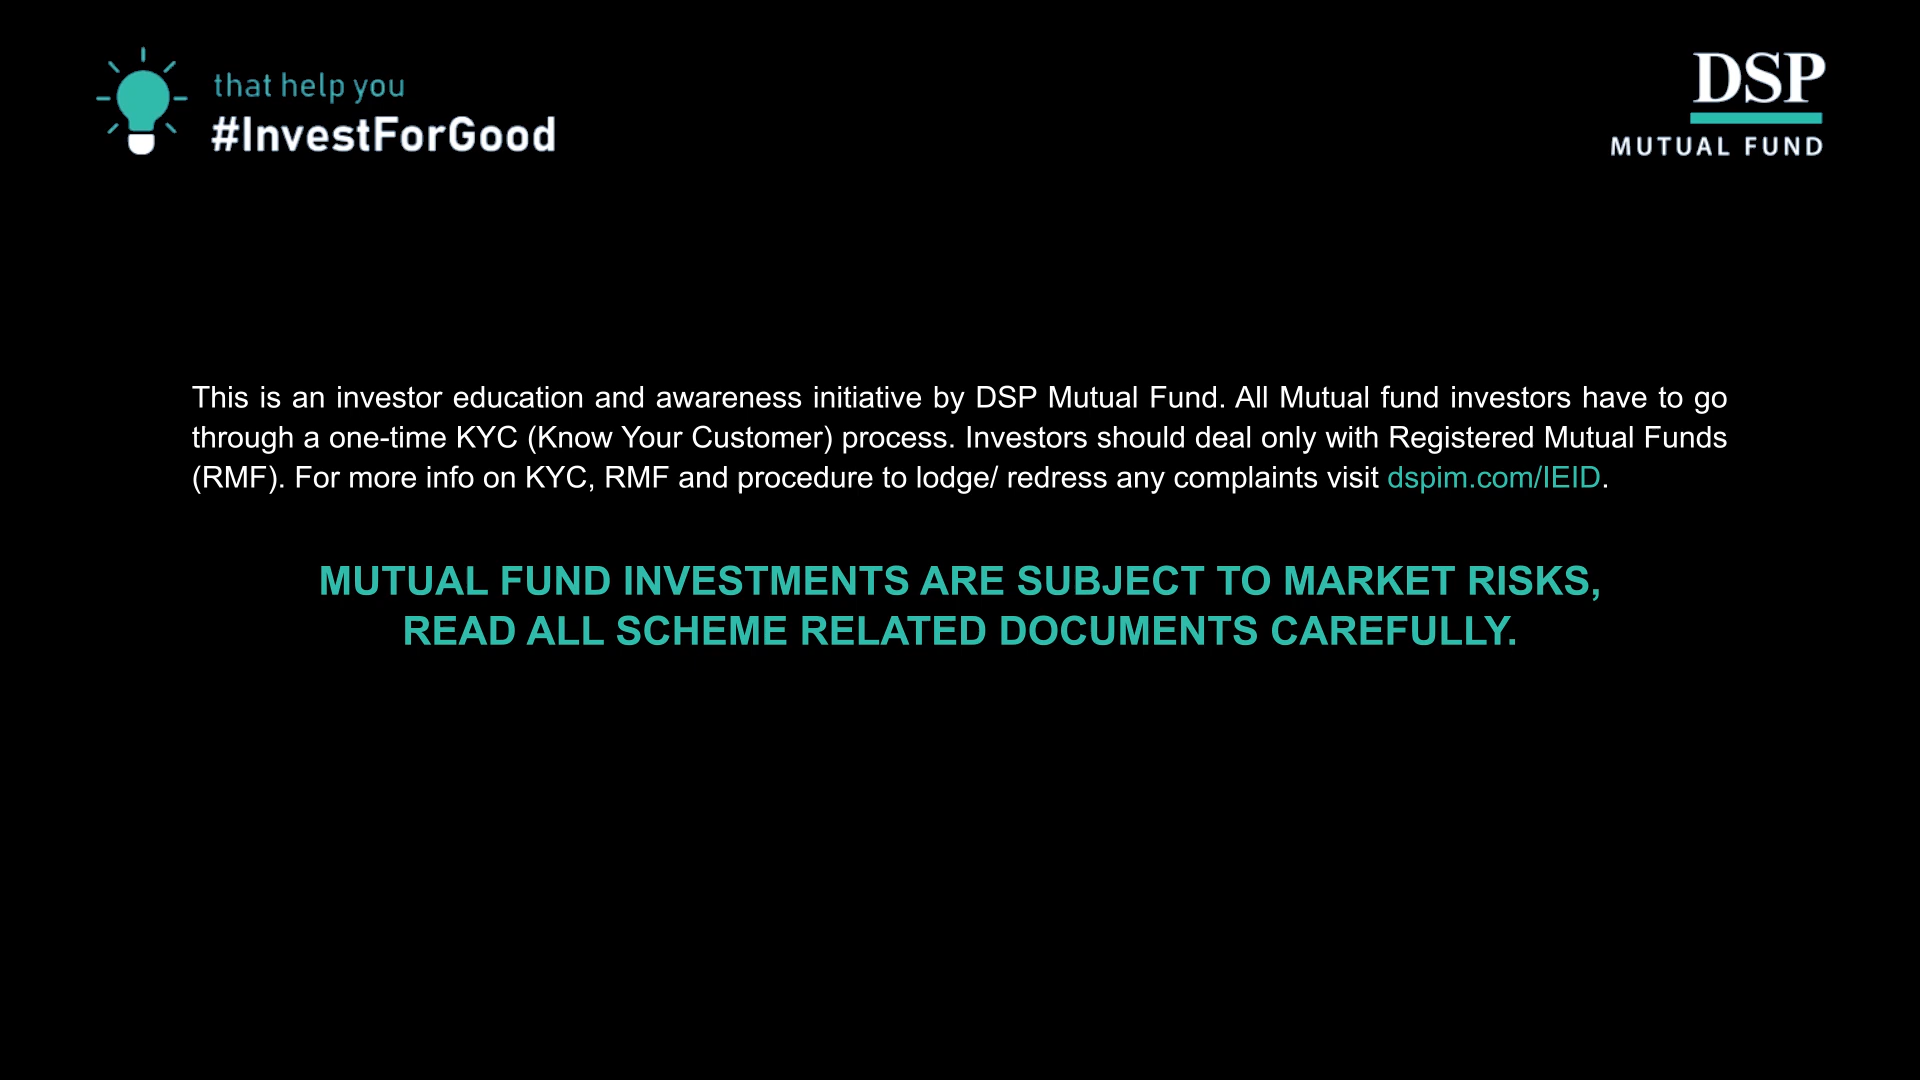 that help you
#InvestForGood
DSP
MUTUAL FUND
This is an investor education and awareness initiative by DSP Mutual Fund. All Mutual fund investors have to go
through a one-time KYC (Know Your Customer) process. Investors should deal only with Registered Mutual Funds
(RMF). For more info on KYC, RMF and procedure to lodge/ redress any complaints visit dspim.com/IEID.
MUTUAL FUND INVESTMENTS ARE SUBJECT TO MARKET RISKS,
READ ALL SCHEME RELATED DOCUMENTS CAREFULLY.